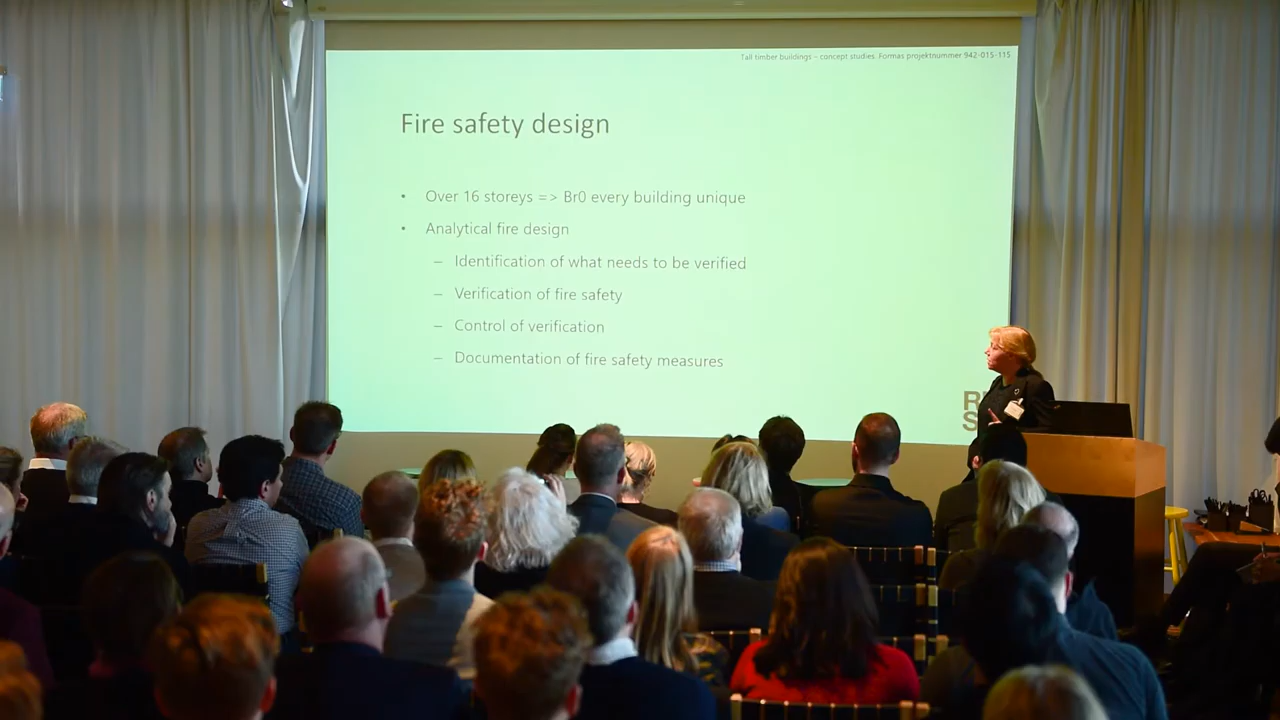 Tall timber buildings – concept studies. Formas projektnummer 942-015-115
Fire safety design
• Over 16 storeys => Br0 every building unique
• Analytical fire design
– Identification of what needs to be verified
– Verification of fire safety
– Control of verification
– Documentation of fire safety measures